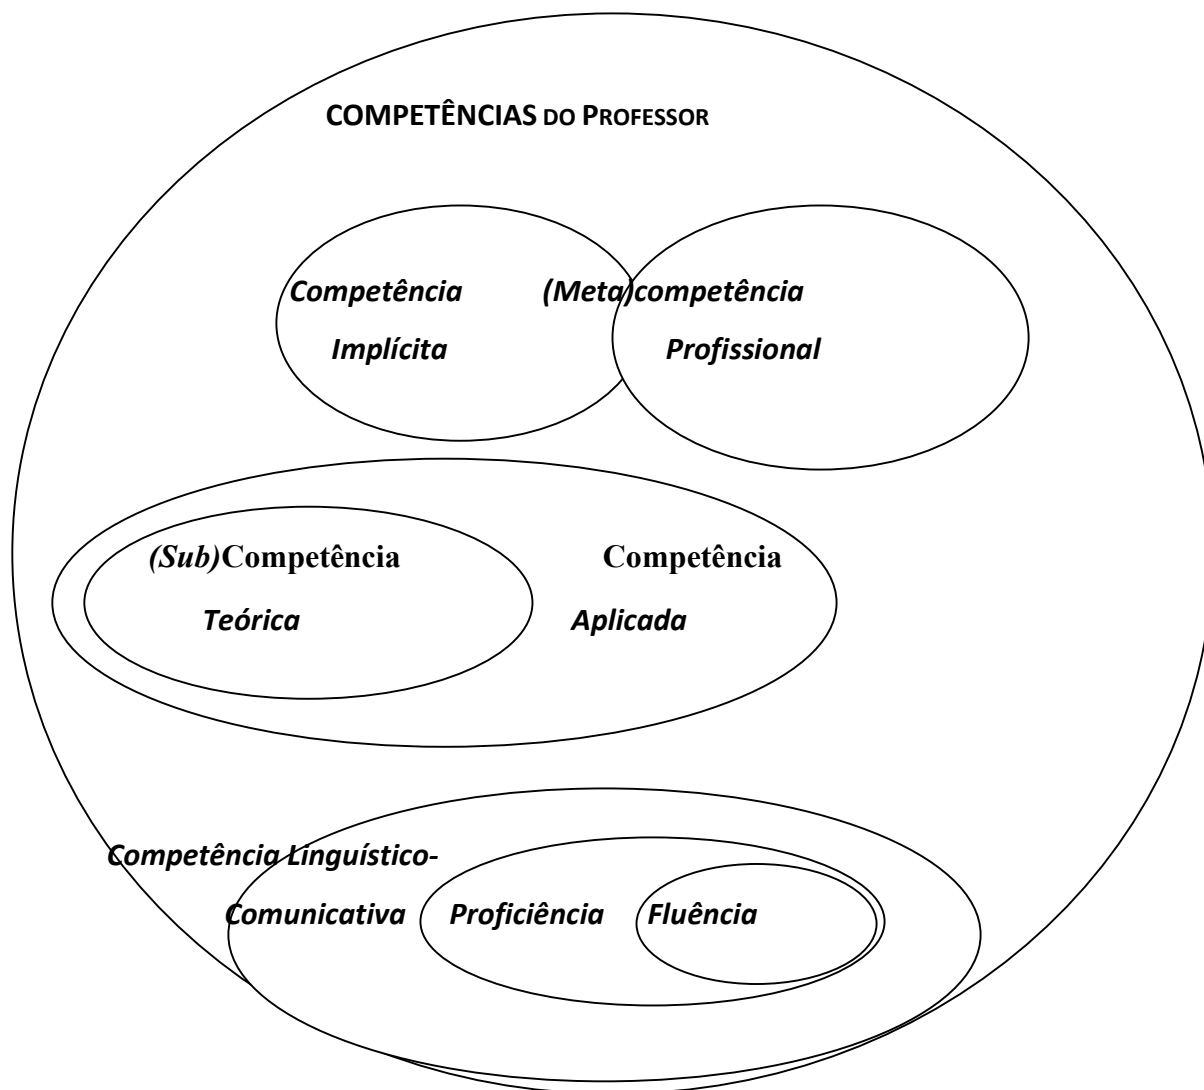 COMPETÊNCIAS DO PROFESSOR
Competência (Meta)competência
Implícita Profissional
(Sub)Competência Competência
Teórica Aplicada
Competência Linguístico-
Comunicativa Proficiência Fluência